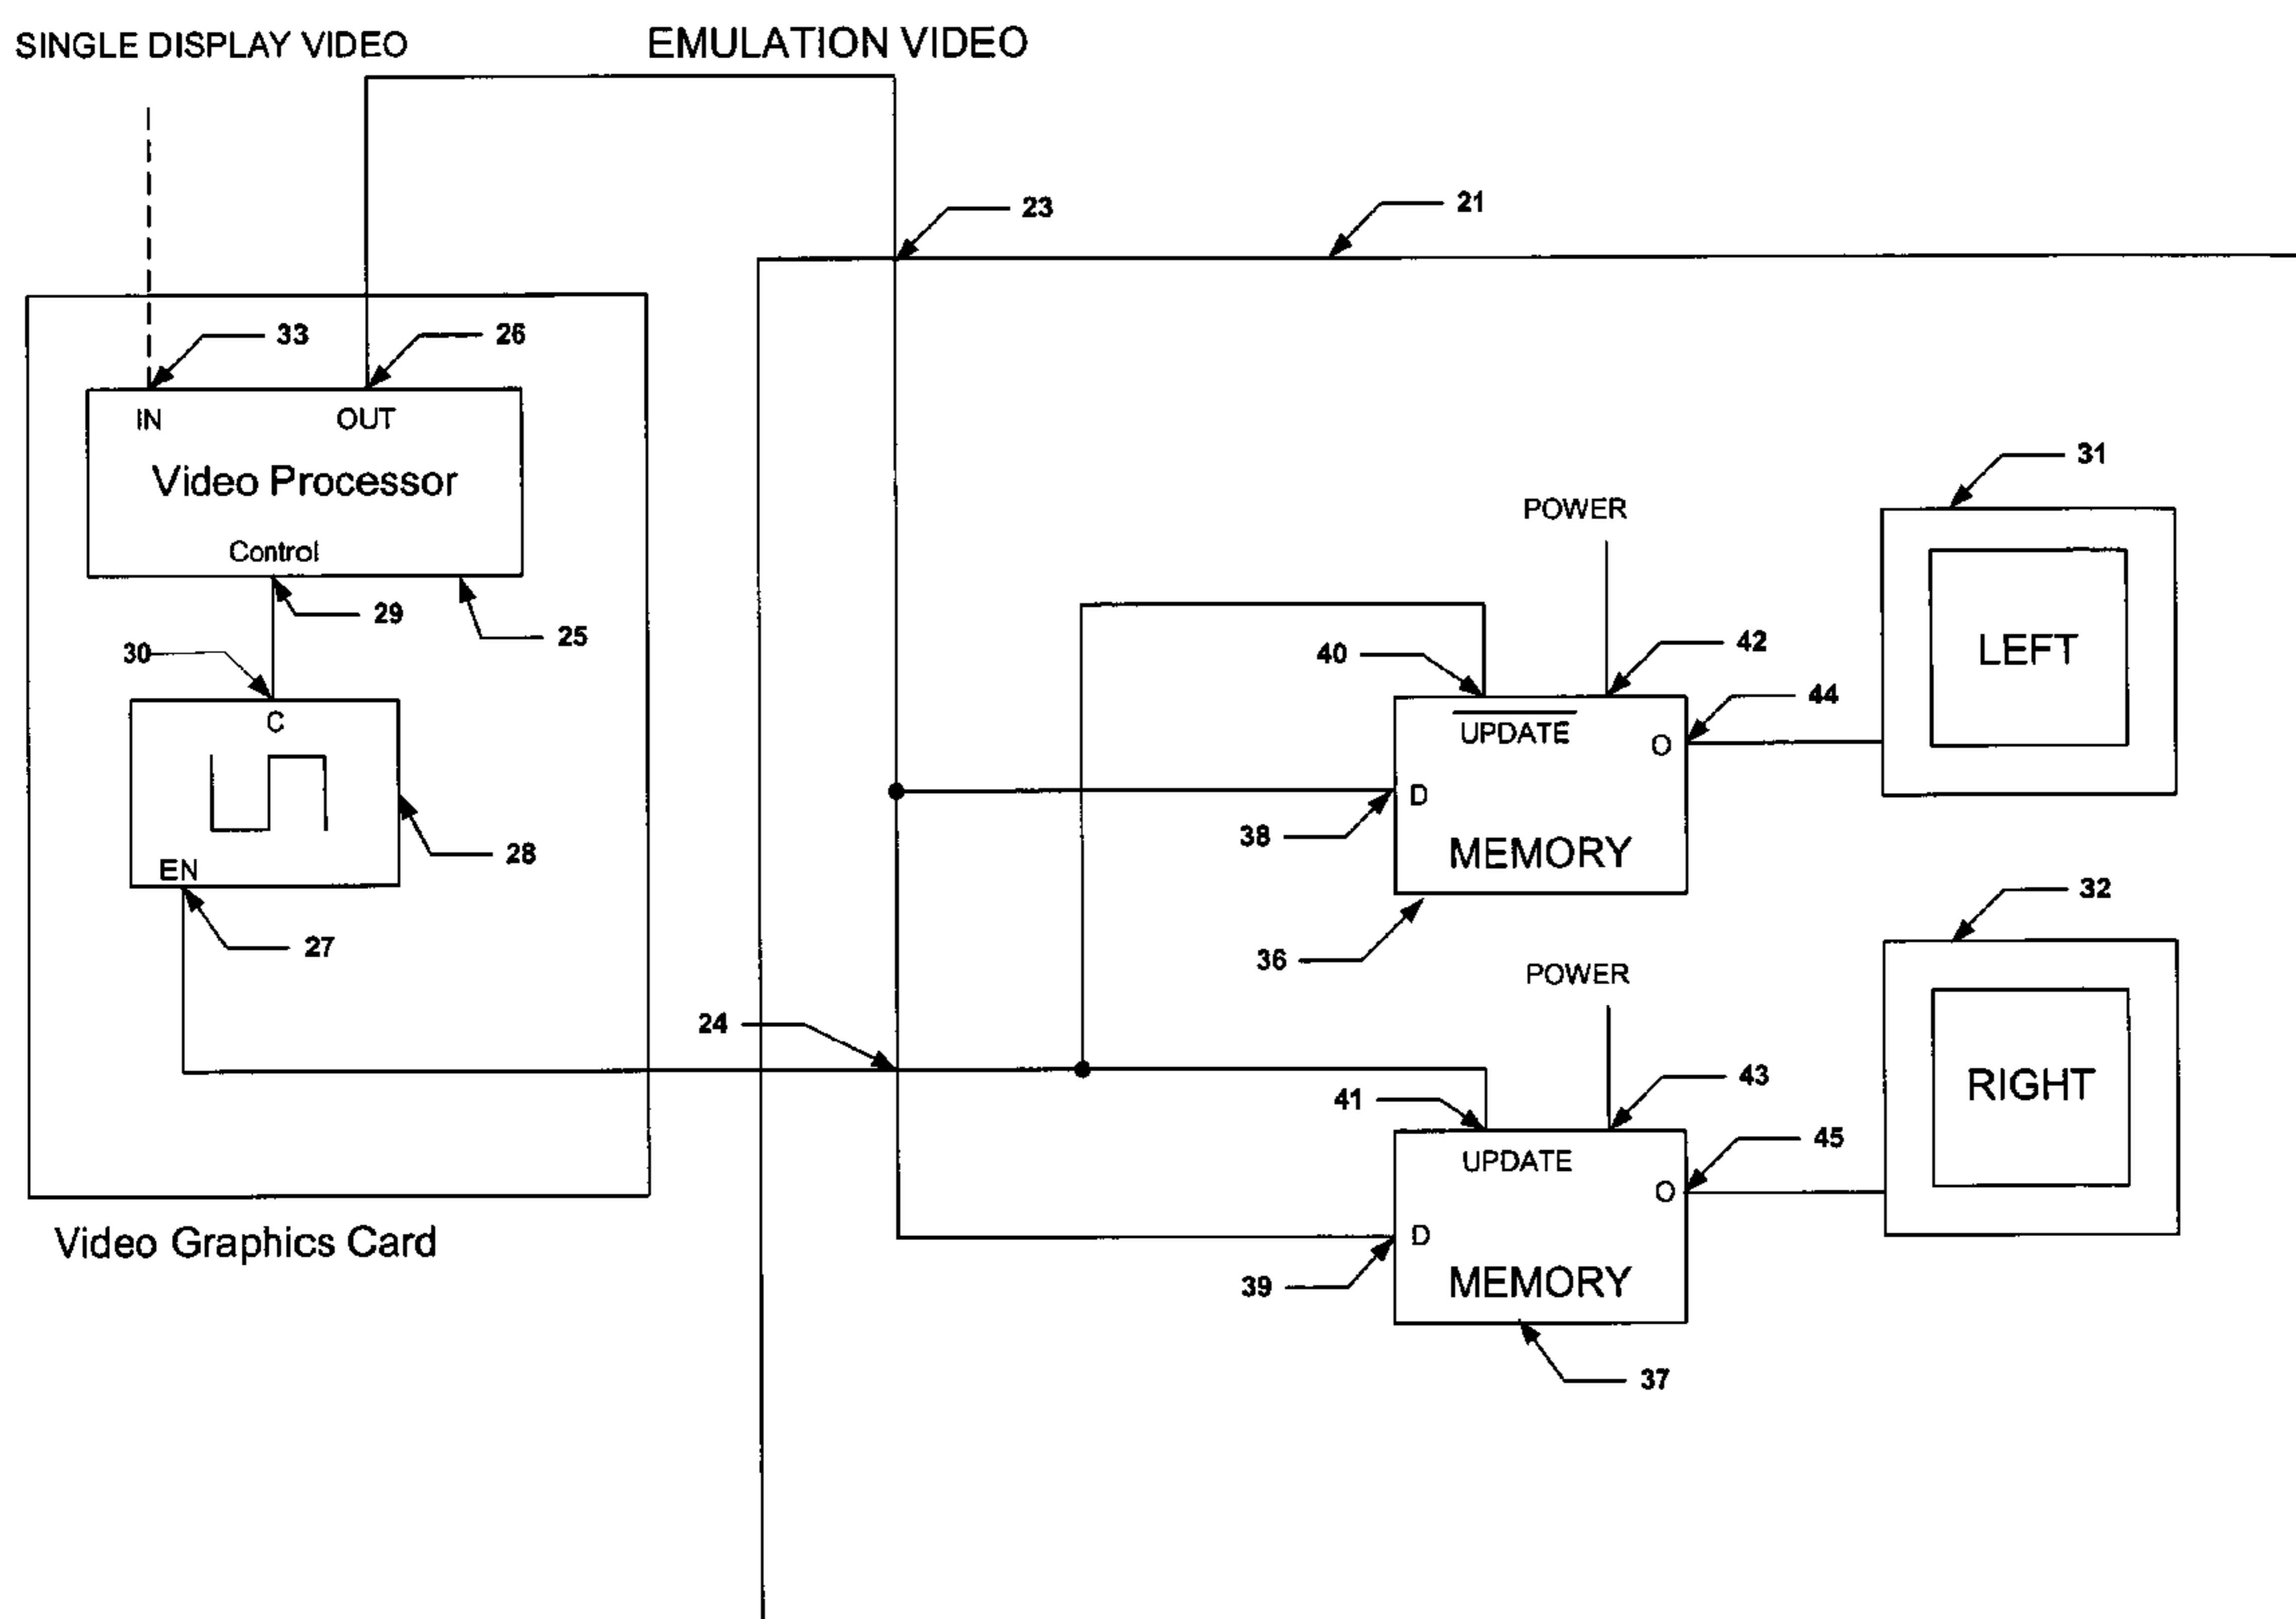 SINGLE DISPLAY VIDEO
EMULATION VIDEO
23
21
33
26
IN
OUT
Video Processor
Control
29
25
30
C
EN
28
27
Video Graphics Card
24
POWER
31
LEFT
40
42
44
UPDATE
O
D
38
MEMORY
36
32
POWER
RIGHT
41
43
45
UPDATE
O
D
39
MEMORY
37